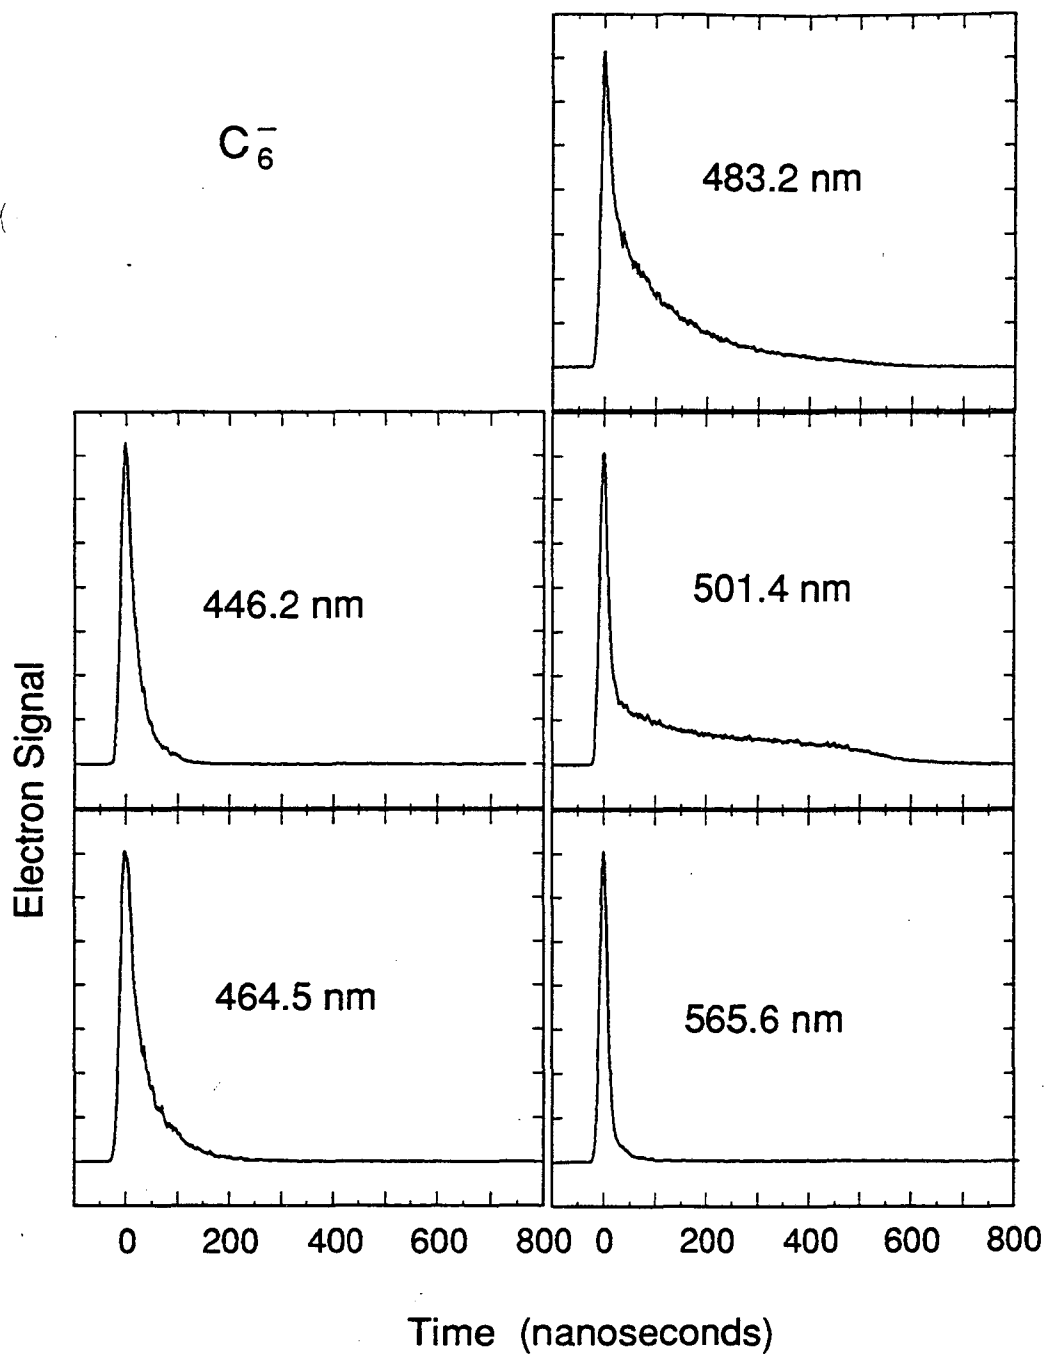 C₆⁻
483.2 nm
446.2 nm
501.4 nm
464.5 nm
565.6 nm
Electron Signal
0 200 400 600 800 0 200 400 600 800
Time (nanoseconds)